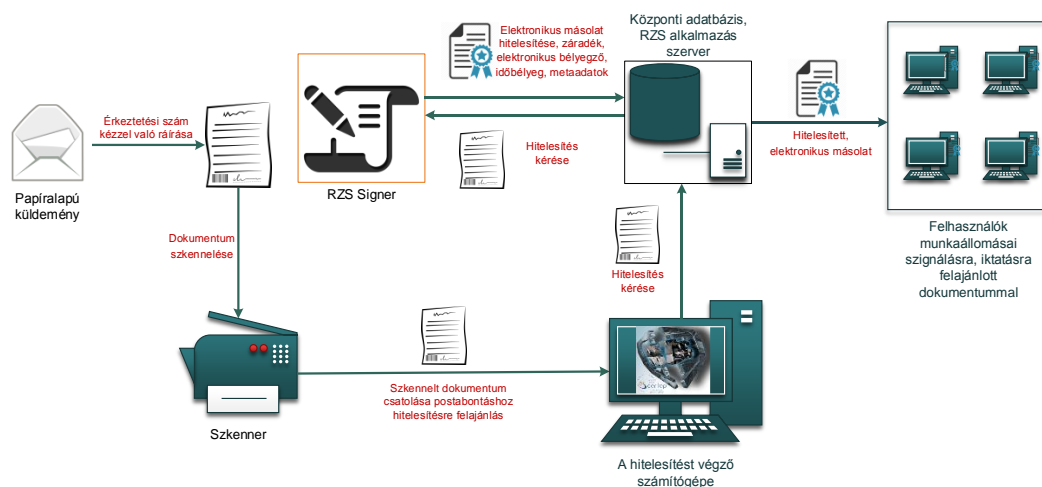 Elektronikus másolat
hitelesítése, záradék,
elektronikus bélyegző,
időbélyeg, metaadatok
Központi adatbázis,
RZS alkalmazás
szerver
Érkeztetési szám
kézzel való ráírása
Hitelesítés
kérése
Hitelesített,
elektronikus másolat
Papíralapú
küldemény
RZS Signer
Dokumentum
szkennelése
Hitelesítés
kérése
Felhasználók
munkaállomásai
szignálásra, iktatásra
felajánlott
dokumentummal
Szkennelt dokumentum
csatolása postabontáshoz
hitelesítésre felajánlás
Szkenner
A hitelesítést végző
számítógépe